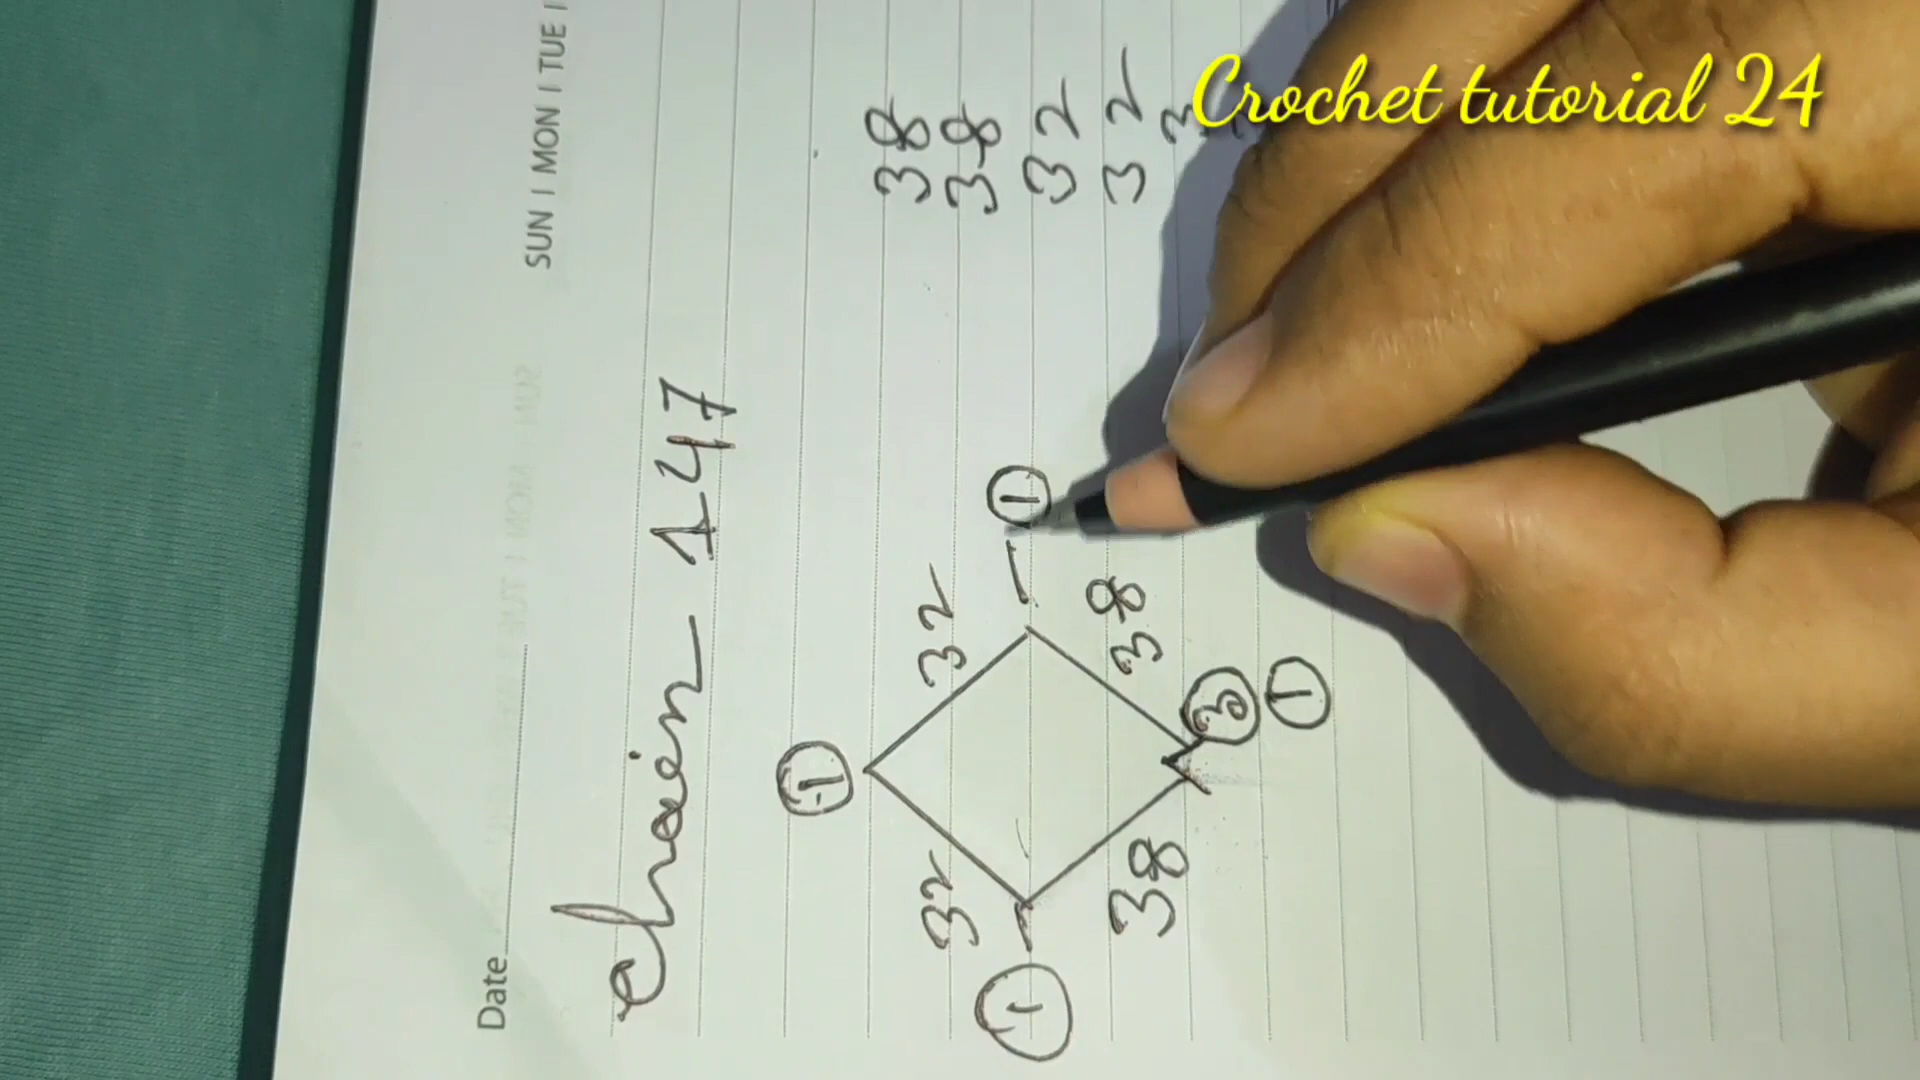 Crochet tutorial 24
Date
SUN I MON I TUE I
chain 147
1
32 32
1 1
38 38
3
1
38
38
32
32
3